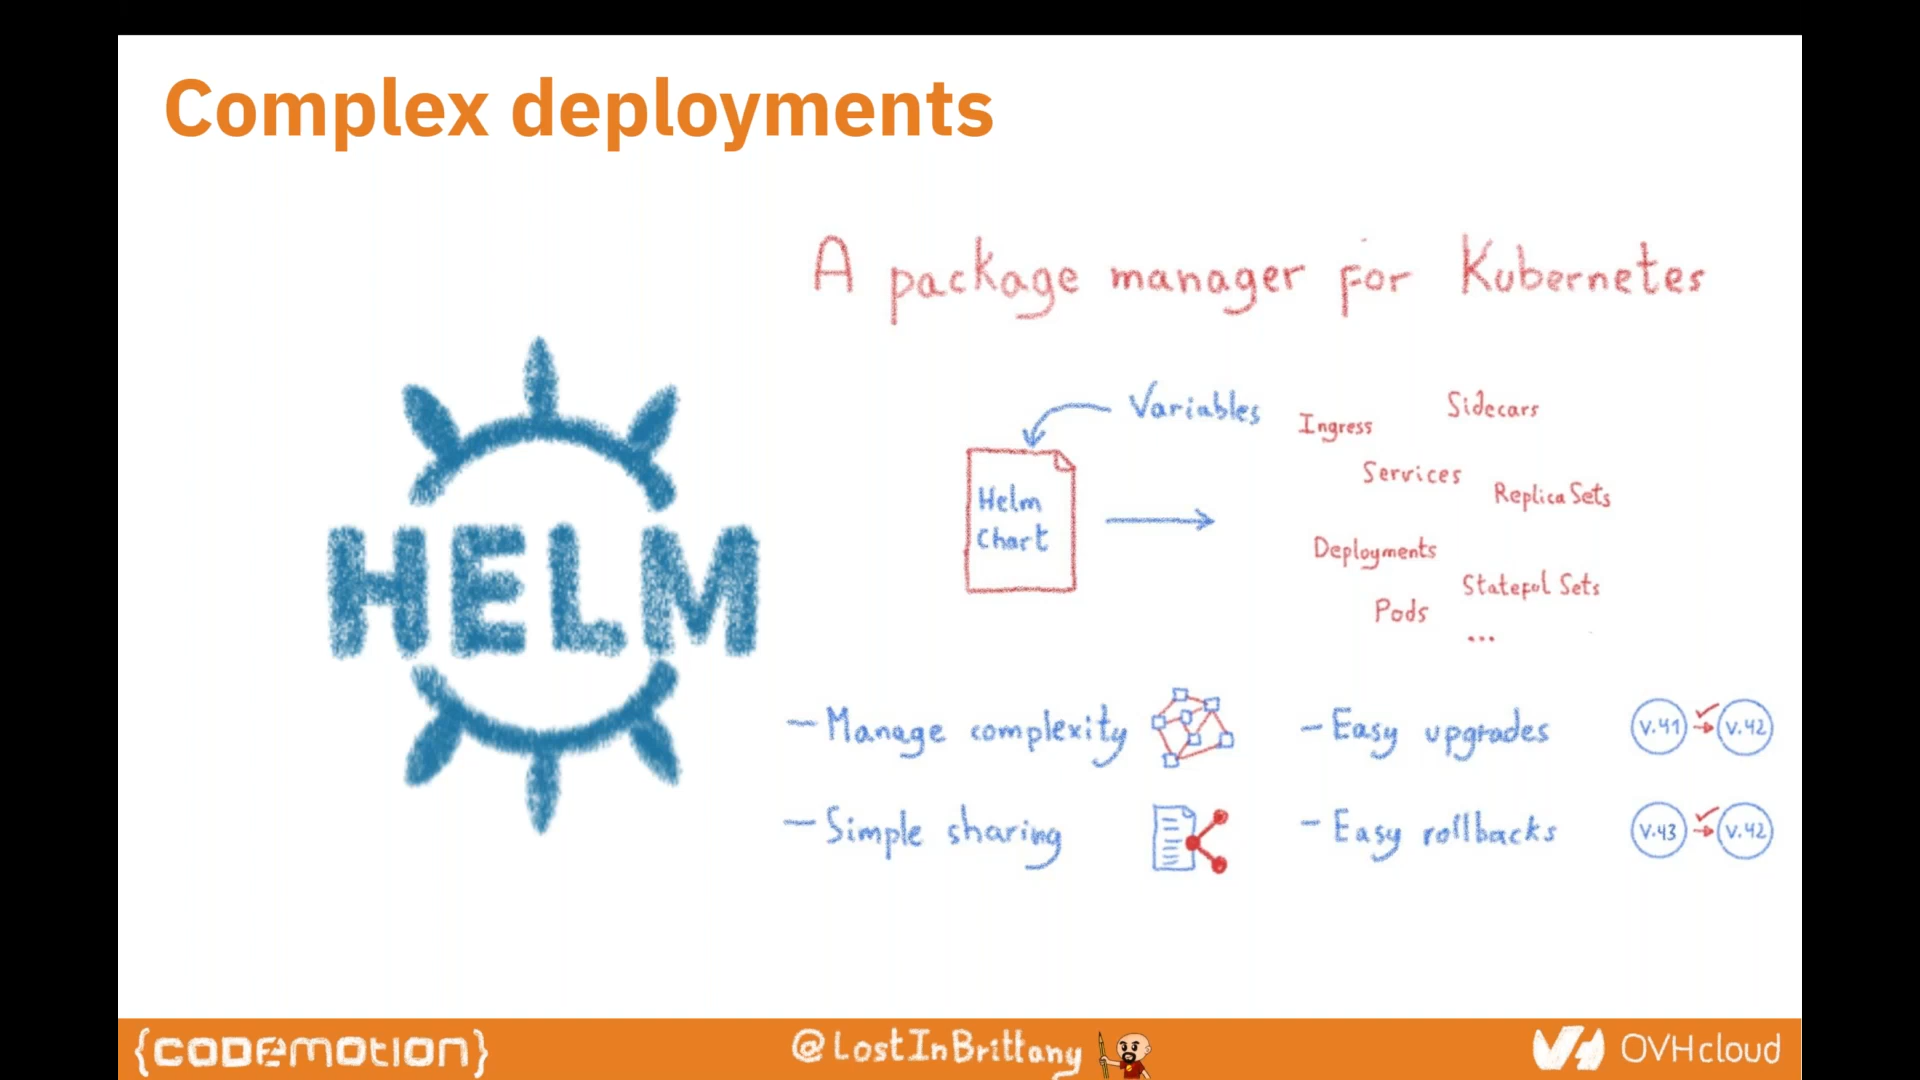 Complex deployments
A package manager for Kubernetes
HELM
Variables
Helm
Chart
Ingress
Sidecars
Services
Replica Sets
Deployments
Stateful Sets
Pods
...
- Manage complexity
- Easy upgrades
v.41
v.42
- Simple sharing
- Easy rollbacks
v.43
v.42
{codemotion}
@LostInBrittany
OVHcloud